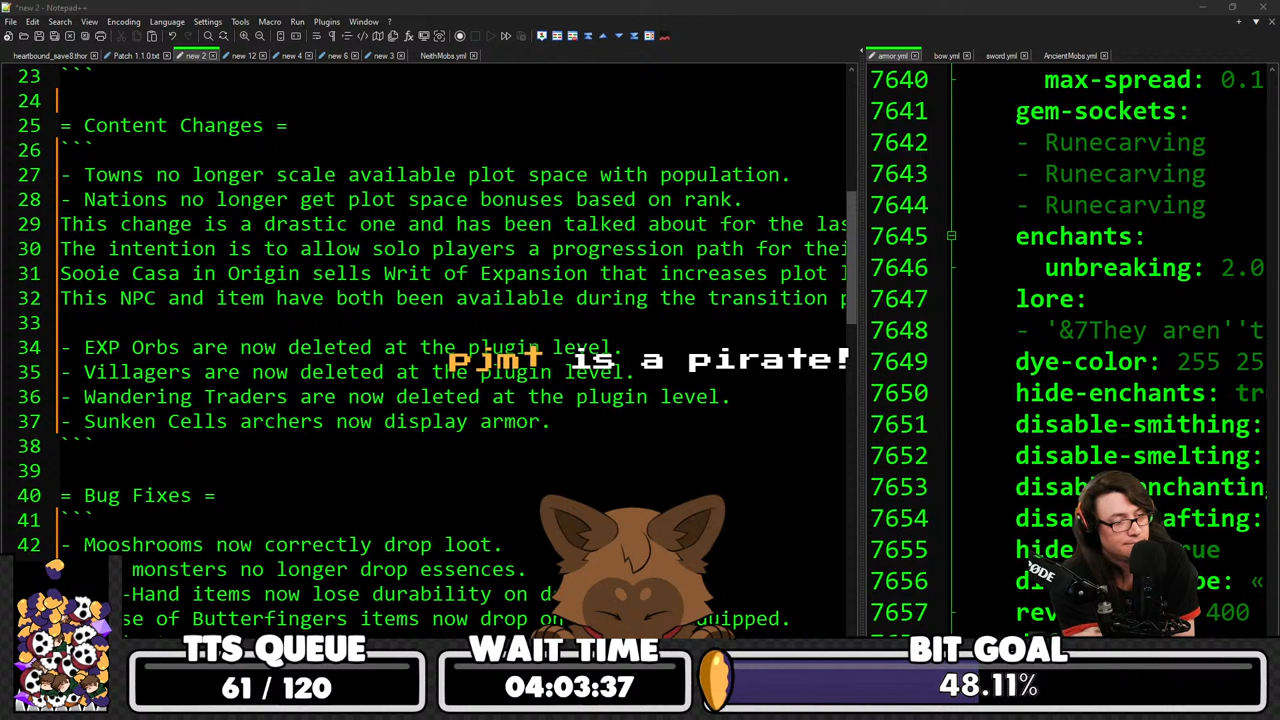 *new 2 - Notepad++
File Edit Search View Encoding Language Settings Tools Macro Run Plugins Window ?
heartbound_save8.thor Patch 1.1.0.txt new 2 new 12 new 4 new 6 new 3 NeithMobs.yml
23 ```
24
25 = Content Changes =
26 ```
27 - Towns no longer scale available plot space with population.
28 - Nations no longer get plot space bonuses based on rank.
29 This change is a drastic one and has been talked about for the las
30 The intention is to allow solo players a progression path for thei
31 Sooie Casa in Origin sells Writ of Expansion that increases plot l
32 This NPC and item have both been available during the transition p
33
34 - EXP Orbs are now deleted at the plugin level.
35 - Villagers are now deleted at the plugin level.
36 - Wandering Traders are now deleted at the plugin level.
37 - Sunken Cells archers now display armor.
38 ```
39
40 = Bug Fixes =
41 ```
42 - Mooshrooms now correctly drop loot.
monsters no longer drop essences.
-Hand items now lose durability on d
se of Butterfingers items now drop on
quipped.
pjmt is a pirate!
armor.yml bow.yml sword.yml AncientMobs.yml
7640 max-spread: 0.1
7641 gem-sockets:
7642 - Runecarving
7643 - Runecarving
7644 - Runecarving
7645 enchants:
7646 unbreaking: 2.0
7647 lore:
7648 - '&7They aren''t
7649 dye-color: 255 25
7650 hide-enchants: tr
7651 disable-smithing:
7652 disable-smelting:
7653 disab enchantin
7654 disa afting:
7655 hid rue
7656 di pe: «
7657 rev 400
RØDE
TTS QUEUE
61 / 120
WAIT TIME
04:03:37
BIT GOAL
48.11%